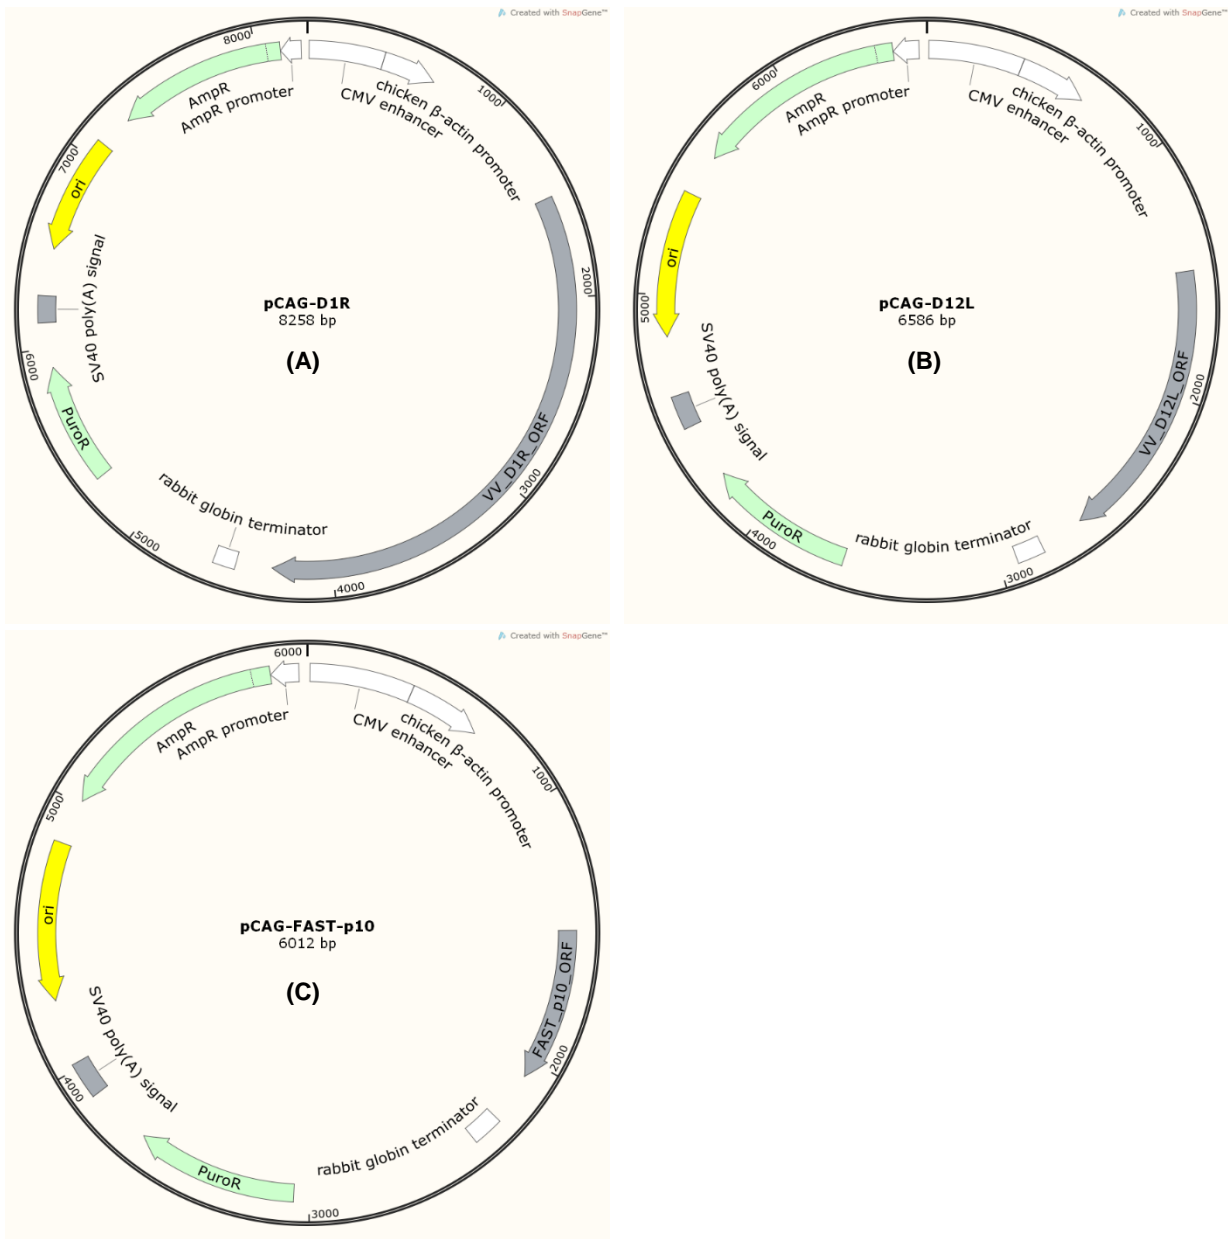 Created with SnapGene™
8000
AmpR
AmpR promoter
CMV enhancer
chicken β-actin promoter
1000
7000
ori
SV40 poly(A) signal
2000
pCAG-D1R
8258 bp
(A)
6000
PuroR
VV_D1R_ORF
3000
rabbit globin terminator
5000
4000
Created with SnapGene™
6000
AmpR
AmpR promoter
CMV enhancer
chicken β-actin promoter
1000
ori
5000
pCAG-D12L
6586 bp
(B)
SV40 poly(A) signal
VV_D12L_ORF
2000
PuroR
4000
rabbit globin terminator
3000
Created with SnapGene™
6000
AmpR
AmpR promoter
CMV enhancer
chicken β-actin promoter
1000
5000
ori
pCAG-FAST-p10
6012 bp
(C)
FAST_p10_ORF
SV40 poly(A) signal
2000
4000
rabbit globin terminator
PuroR
3000